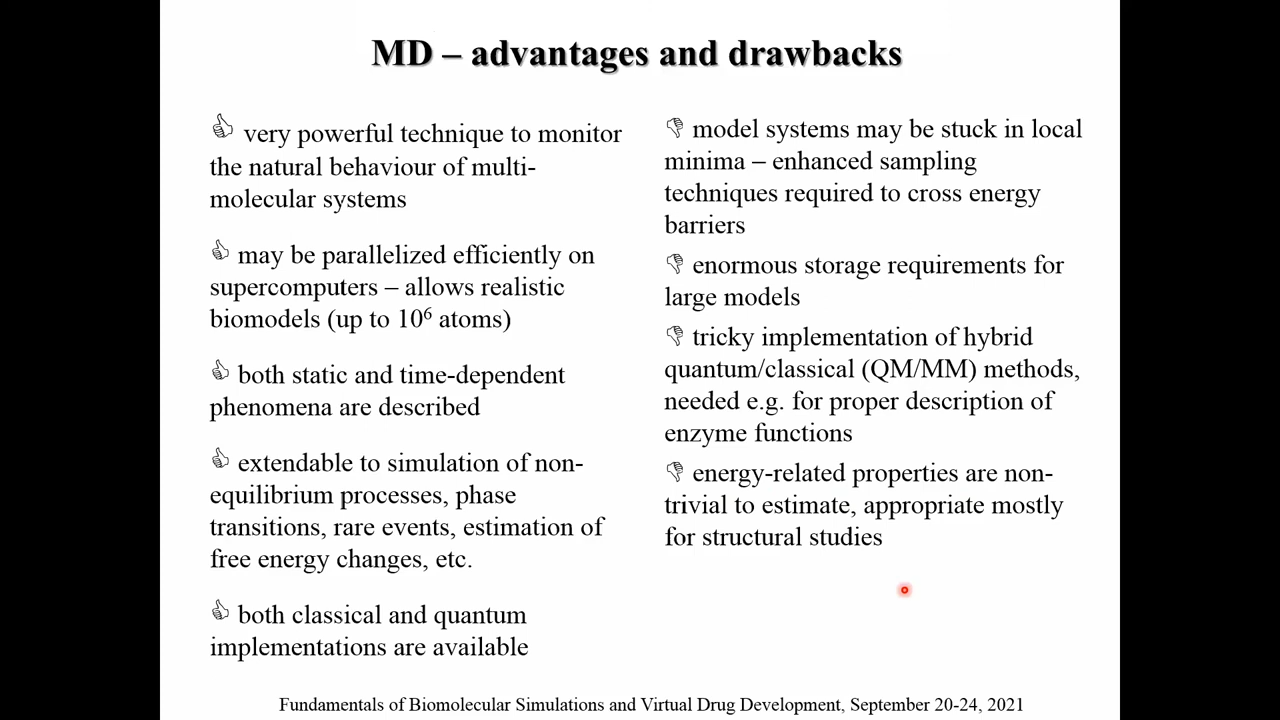 MD – advantages and drawbacks
👍 very powerful technique to monitor
the natural behaviour of multi-
molecular systems
👍 may be parallelized efficiently on
supercomputers – allows realistic
biomodels (up to 10⁶ atoms)
👍 both static and time-dependent
phenomena are described
👍 extendable to simulation of non-
equilibrium processes, phase
transitions, rare events, estimation of
free energy changes, etc.
👍 both classical and quantum
implementations are available
👎 model systems may be stuck in local
minima – enhanced sampling
techniques required to cross energy
barriers
👎 enormous storage requirements for
large models
👎 tricky implementation of hybrid
quantum/classical (QM/MM) methods,
needed e.g. for proper description of
enzyme functions
👎 energy-related properties are non-
trivial to estimate, appropriate mostly
for structural studies
Fundamentals of Biomolecular Simulations and Virtual Drug Development, September 20-24, 2021